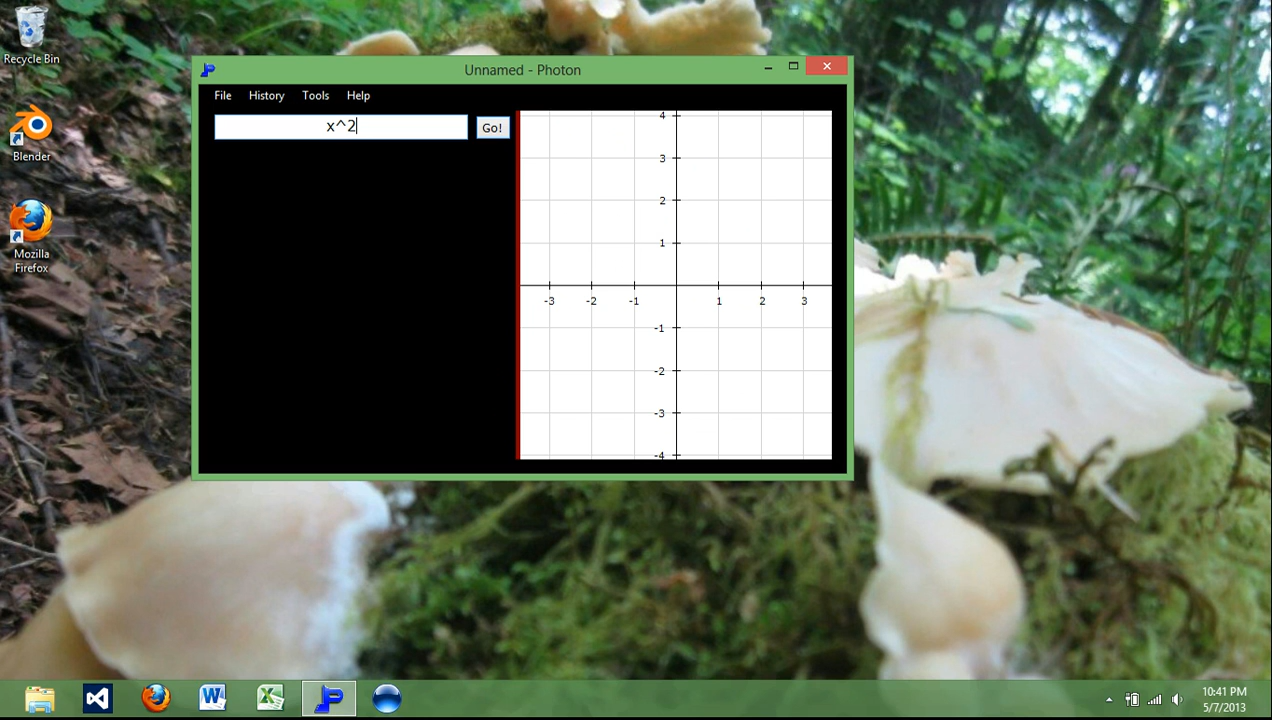 Recycle Bin
Blender
Mozilla
Firefox
Unnamed - Photon
File History Tools Help
x^2 Go!
4
3
2
1
-3 -2 -1 1 2 3
-1
-2
-3
-4
10:41 PM
5/7/2013